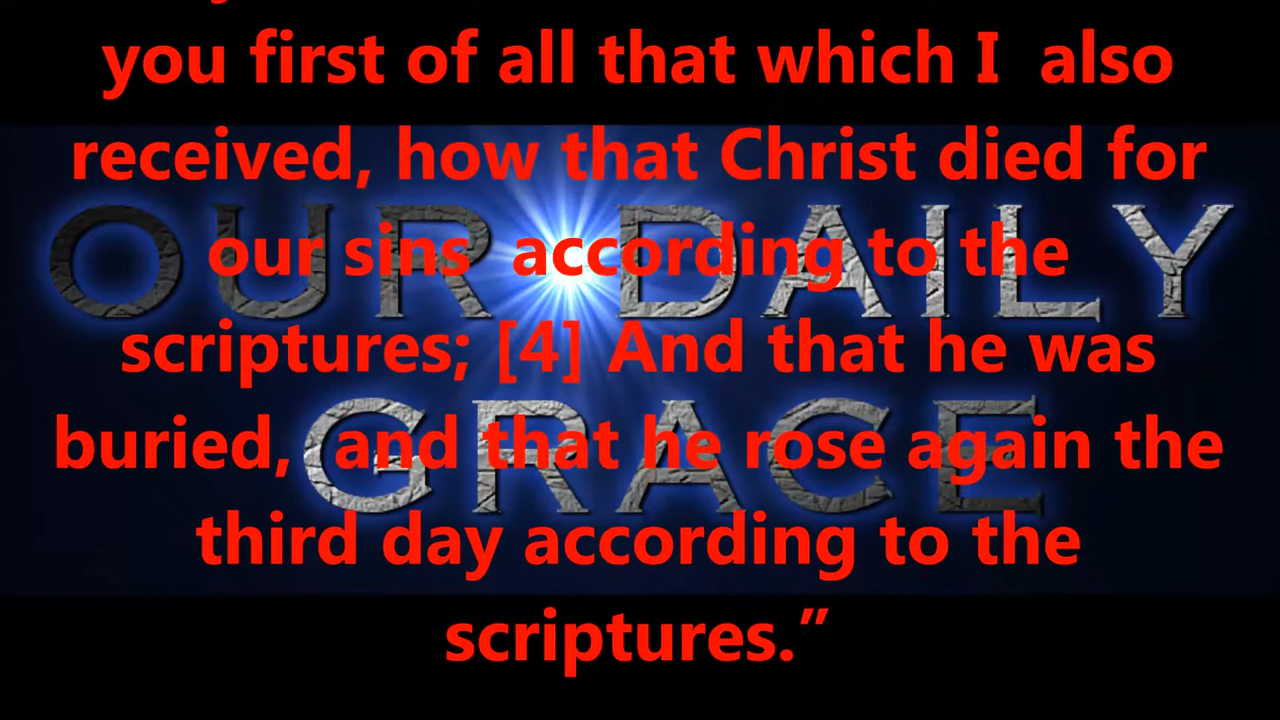 you first of all that which I  also
received, how that Christ died for
OUR DAILY
our sins  according to the
scriptures; [4] And that he was
GRACE
buried,  and that he rose again the
third day according to the
scriptures.”